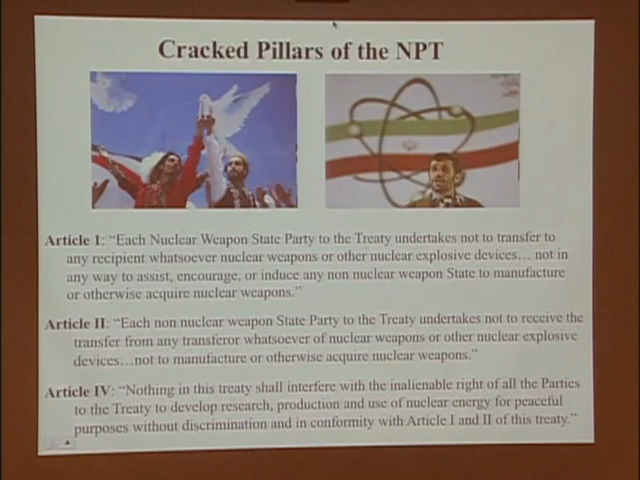 Cracked Pillars of the NPT
Article I: “Each Nuclear Weapon State Party to the Treaty undertakes not to transfer to
any recipient whatsoever nuclear weapons or other nuclear explosive devices… not in
any way to assist, encourage, or induce any non nuclear weapon State to manufacture
or otherwise acquire nuclear weapons.”
Article II: “Each non nuclear weapon State Party to the Treaty undertakes not to receive the
transfer from any transferor whatsoever of nuclear weapons or other nuclear explosive
devices…not to manufacture or otherwise acquire nuclear weapons.”
Article IV: “Nothing in this treaty shall interfere with the inalienable right of all the Parties
to the Treaty to develop research, production and use of nuclear energy for peaceful
purposes without discrimination and in conformity with Article I and II of this treaty.”